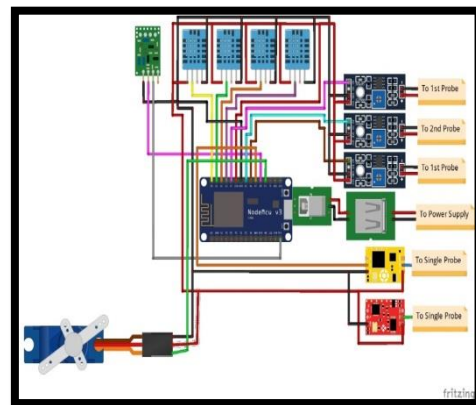 To 1st Probe
To 2nd Probe
To 1st Probe
NodeMcu v3
To Power Supply
To Single Probe
To Single Probe
fritzing